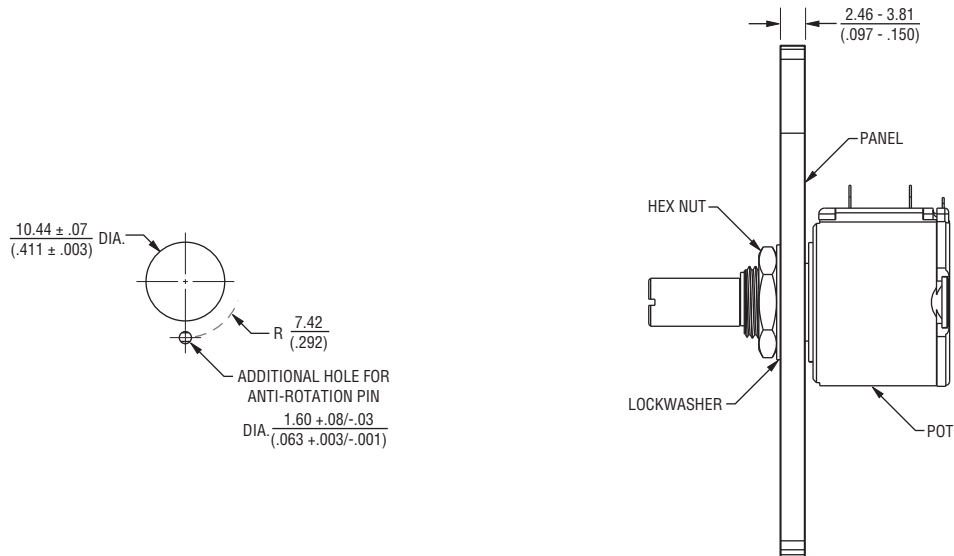 2.46 - 3.81
(.097 - .150)
PANEL
HEX NUT
10.44 ± .07
(.411 ± .003)
DIA.
R
7.42
(.292)
ADDITIONAL HOLE FOR
ANTI-ROTATION PIN
DIA.
1.60 +.08/-.03
(.063 +.003/-.001)
LOCKWASHER
POT